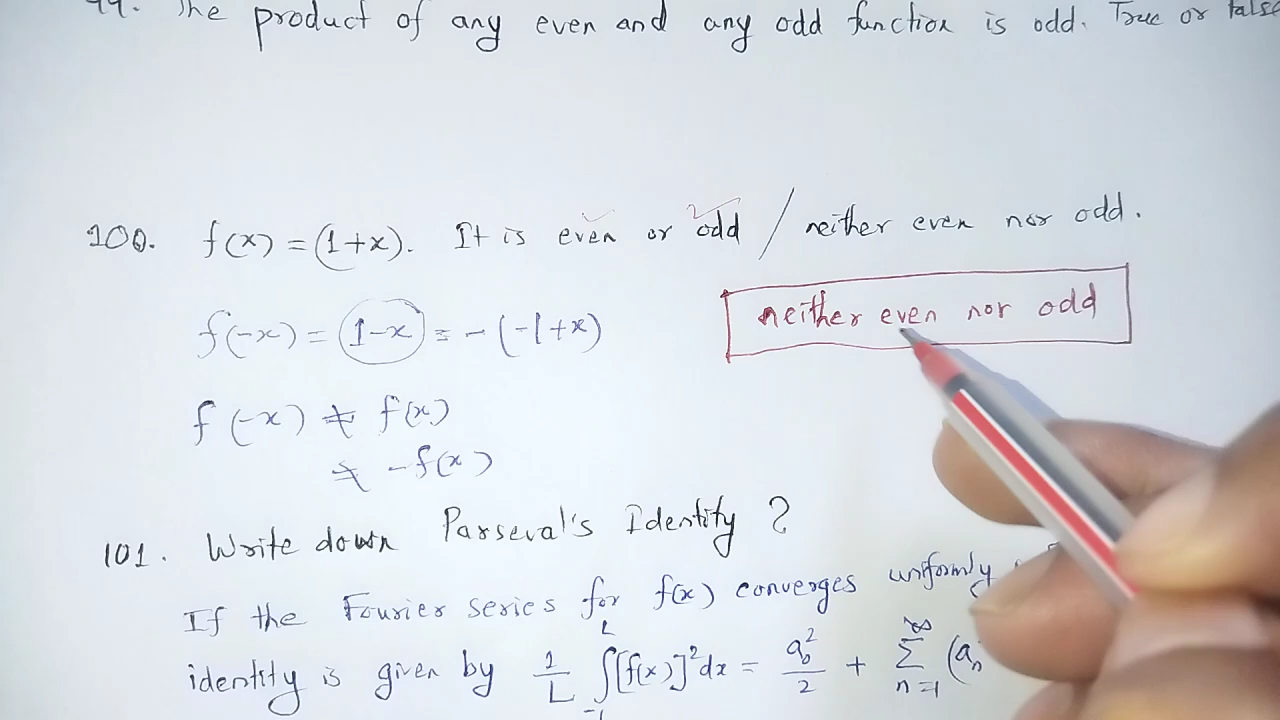 99. The product of any even and any odd function is odd. True or false
100. f(x) = (1+x). It is even or odd / neither even nor odd.
f(-x) = (1-x) = -(-1+x)
neither even nor odd
f(-x) ≠ f(x)
≠ -f(x)
101. Write down Parseval's Identity ?
If the Fourier series for f(x) converges uniformly
identity is given by 1/L ∫_{-L}^{L} [f(x)]² dx = a₀²/2 + Σ_{n=1}^{∞} (aₙ